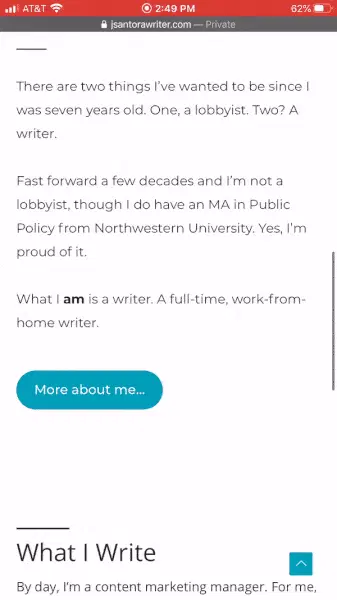 AT&T 2:49 PM 62%
jsantorawriter.com — Private
There are two things I've wanted to be since I
was seven years old. One, a lobbyist. Two? A
writer.
Fast forward a few decades and I'm not a
lobbyist, though I do have an MA in Public
Policy from Northwestern University. Yes, I'm
proud of it.
What I am is a writer. A full-time, work-from-
home writer.
More about me...
What I Write
By day, I'm a content marketing manager. For me,